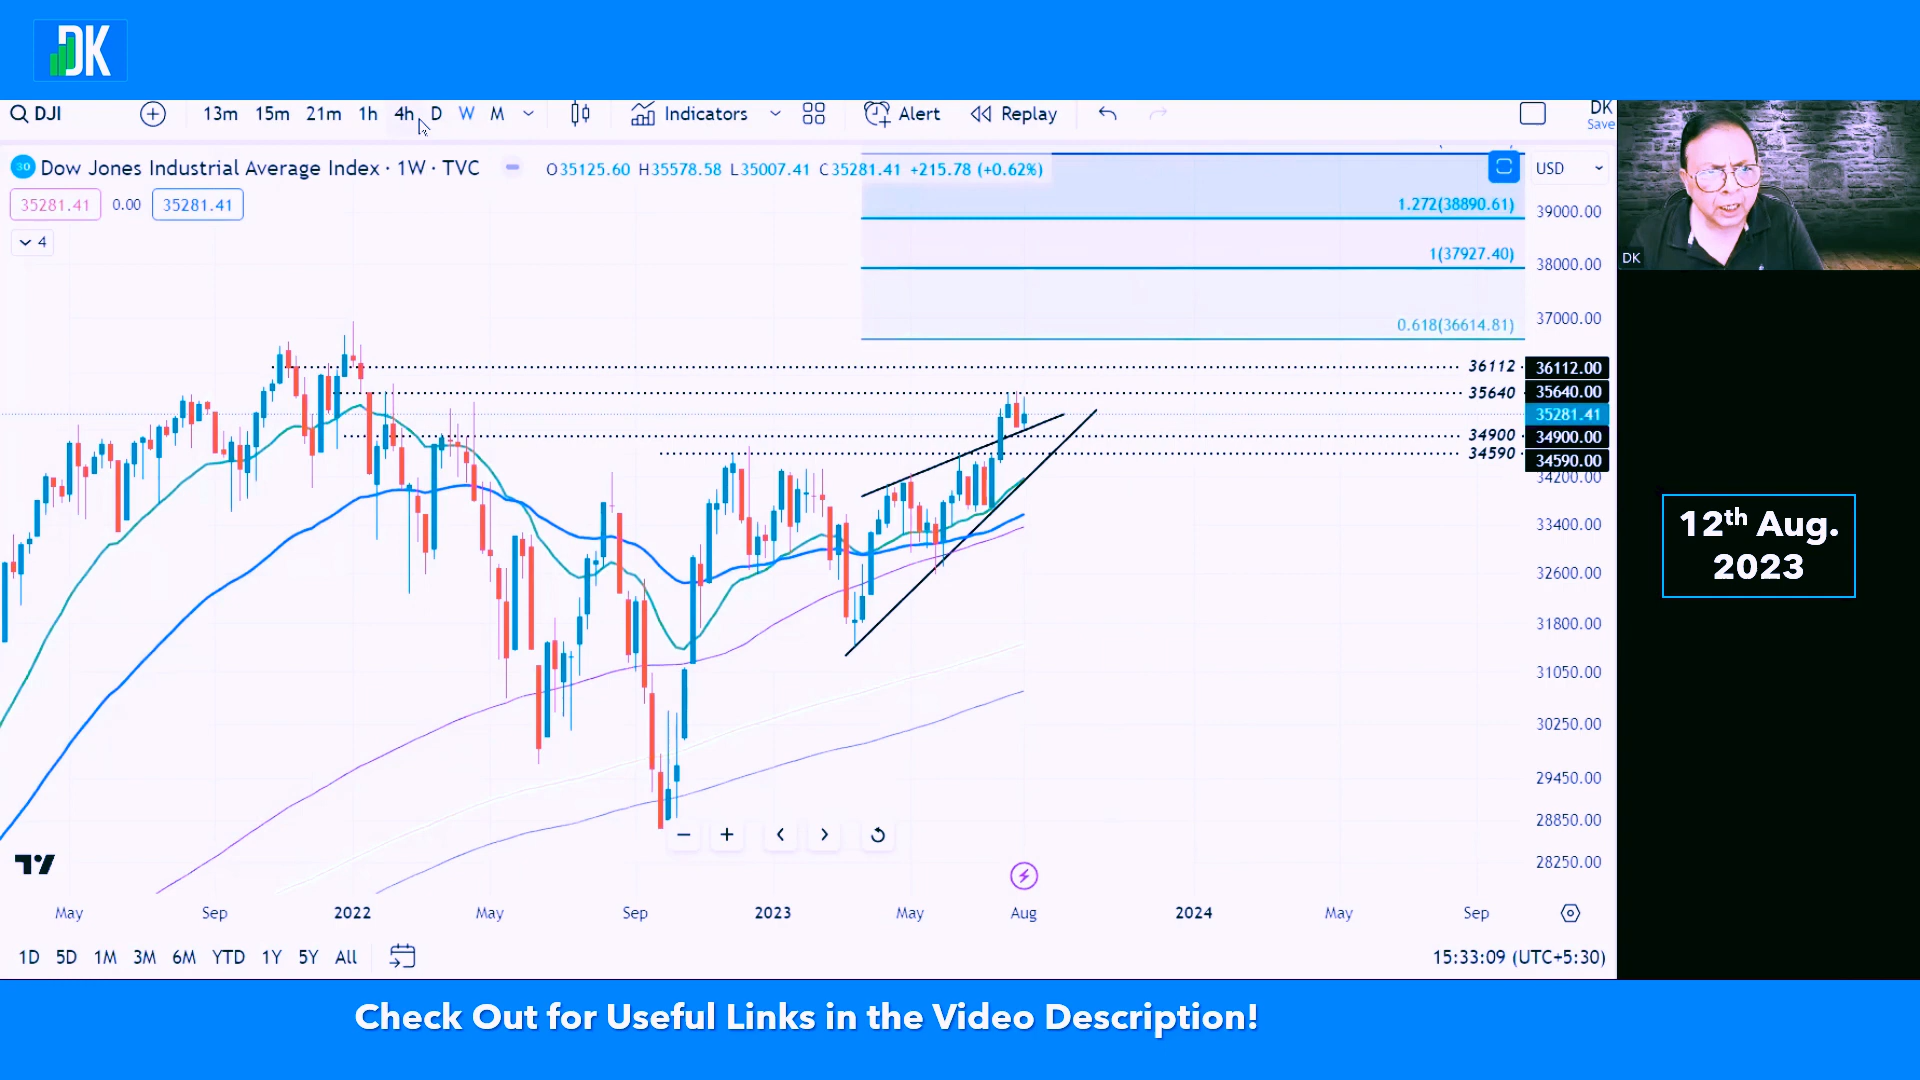 DK
DJI
13m 15m 21m 1h 4h D W M Indicators Alert Replay
DK
Save
30 Dow Jones Industrial Average Index · 1W · TVC
O35125.60 H35578.58 L35007.41 C35281.41 +215.78 (+0.62%)
USD
35281.41 0.00 35281.41
4
1.272(38890.61)
1(37927.40)
0.618(36614.81)
36112
35640
34900
34590
39000.00
38000.00
37000.00
36112.00
35640.00
35281.41
34900.00
34590.00
34200.00
33400.00
32600.00
31800.00
31050.00
30250.00
29450.00
28850.00
28250.00
May Sep 2022 May Sep 2023 May Aug 2024 May Sep
1D 5D 1M 3M 6M YTD 1Y 5Y All
15:33:09 (UTC+5:30)
DK
12th Aug.
2023
Check Out for Useful Links in the Video Description!